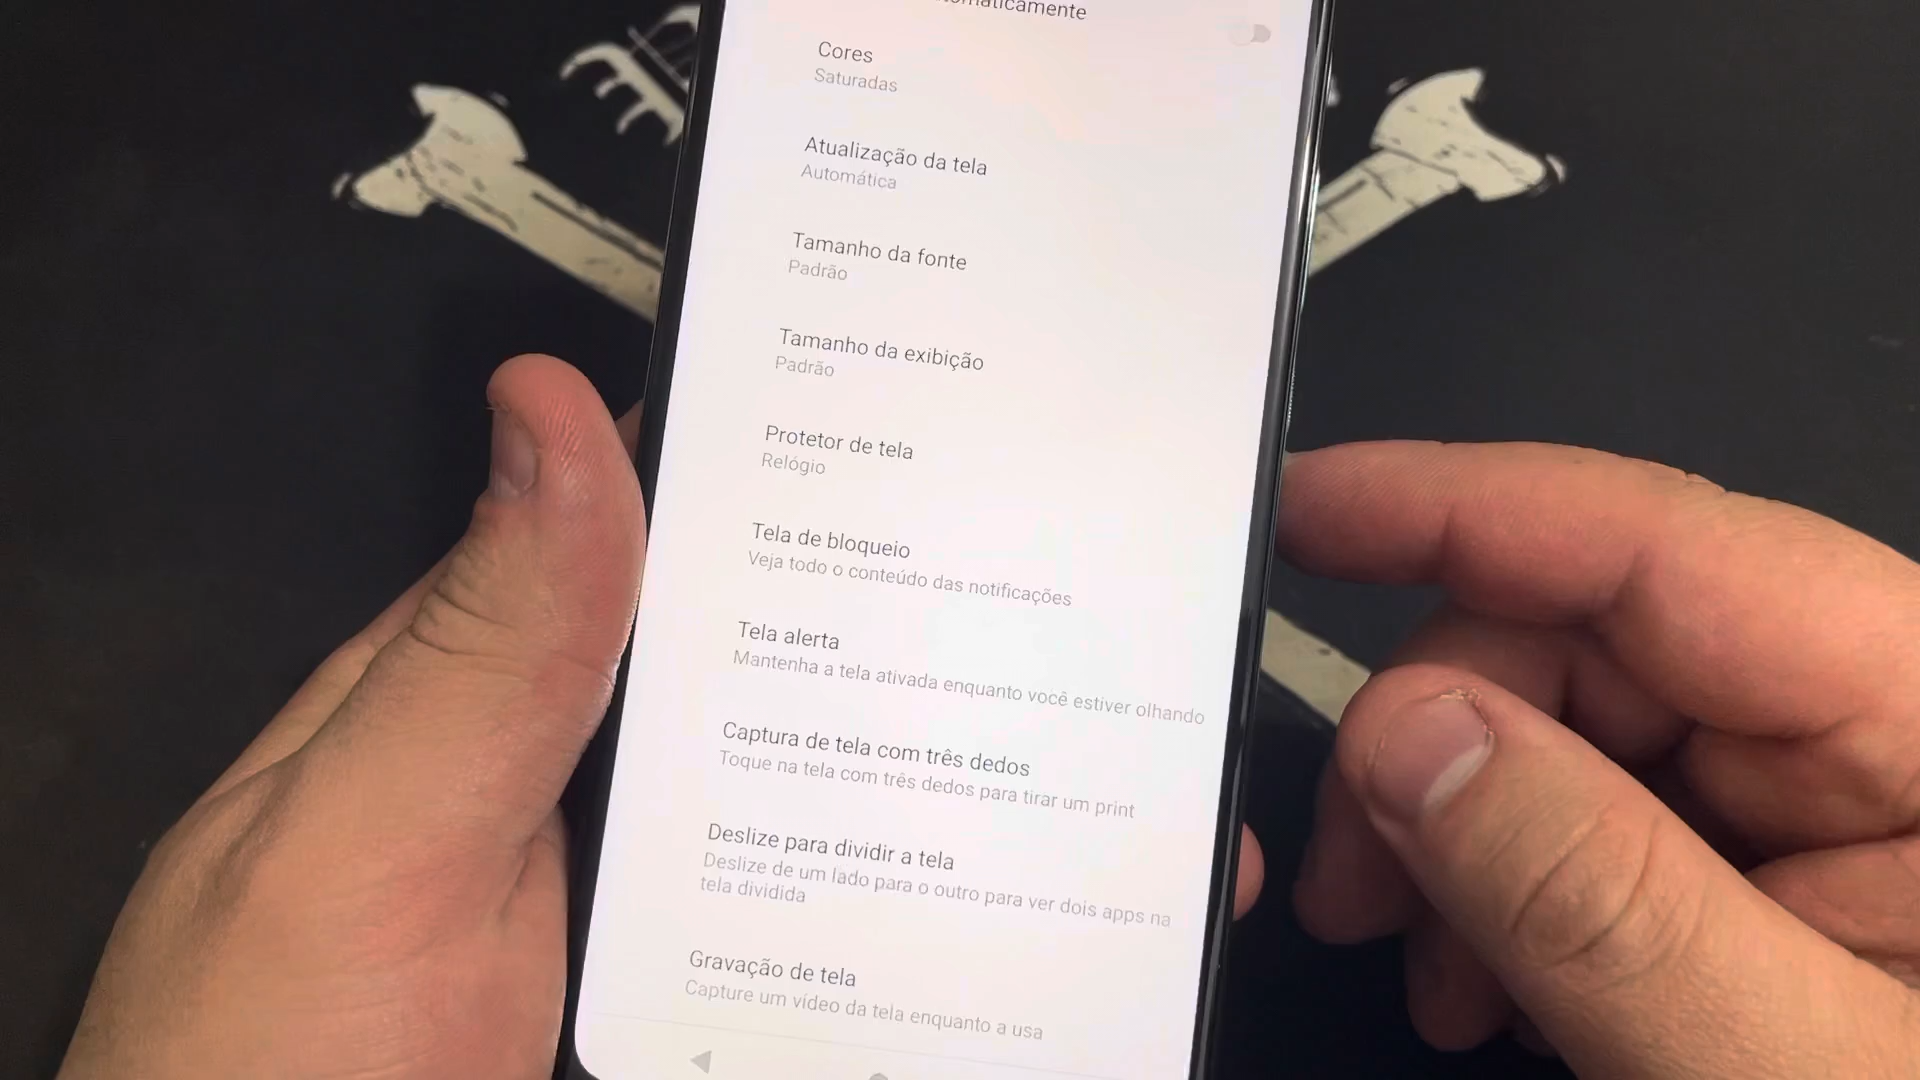 Cores
Saturadas
Atualização da tela
Automática
Tamanho da fonte
Padrão
Tamanho da exibição
Padrão
Protetor de tela
Relógio
Tela de bloqueio
Veja todo o conteúdo das notificações
Tela alerta
Mantenha a tela ativada enquanto você estiver olhando
Captura de tela com três dedos
Toque na tela com três dedos para tirar um print
Deslize para dividir a tela
Deslize de um lado para o outro para ver dois apps na
tela dividida
Gravação de tela
Capture um vídeo da tela enquanto a usa